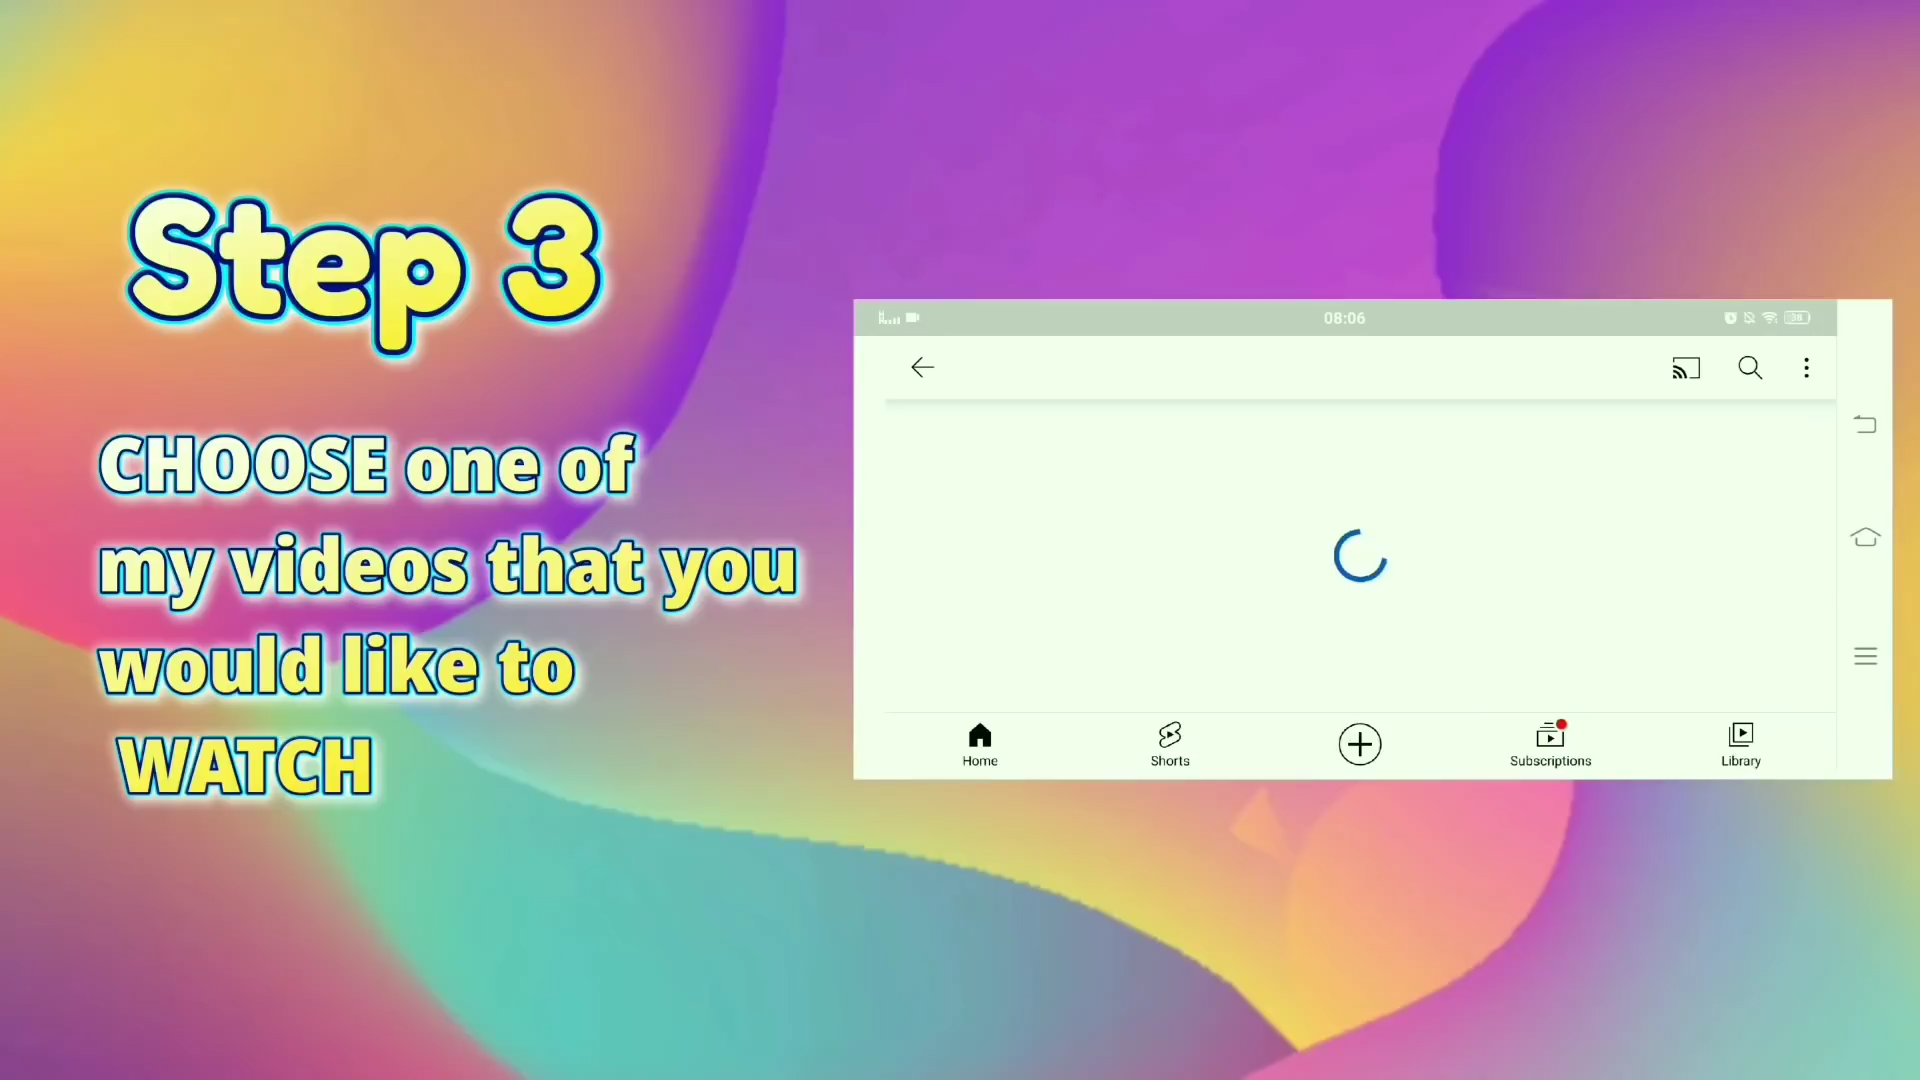 Step 3
CHOOSE one of
my videos that you
would like to
WATCH
08:06
Home
Shorts
Subscriptions
Library